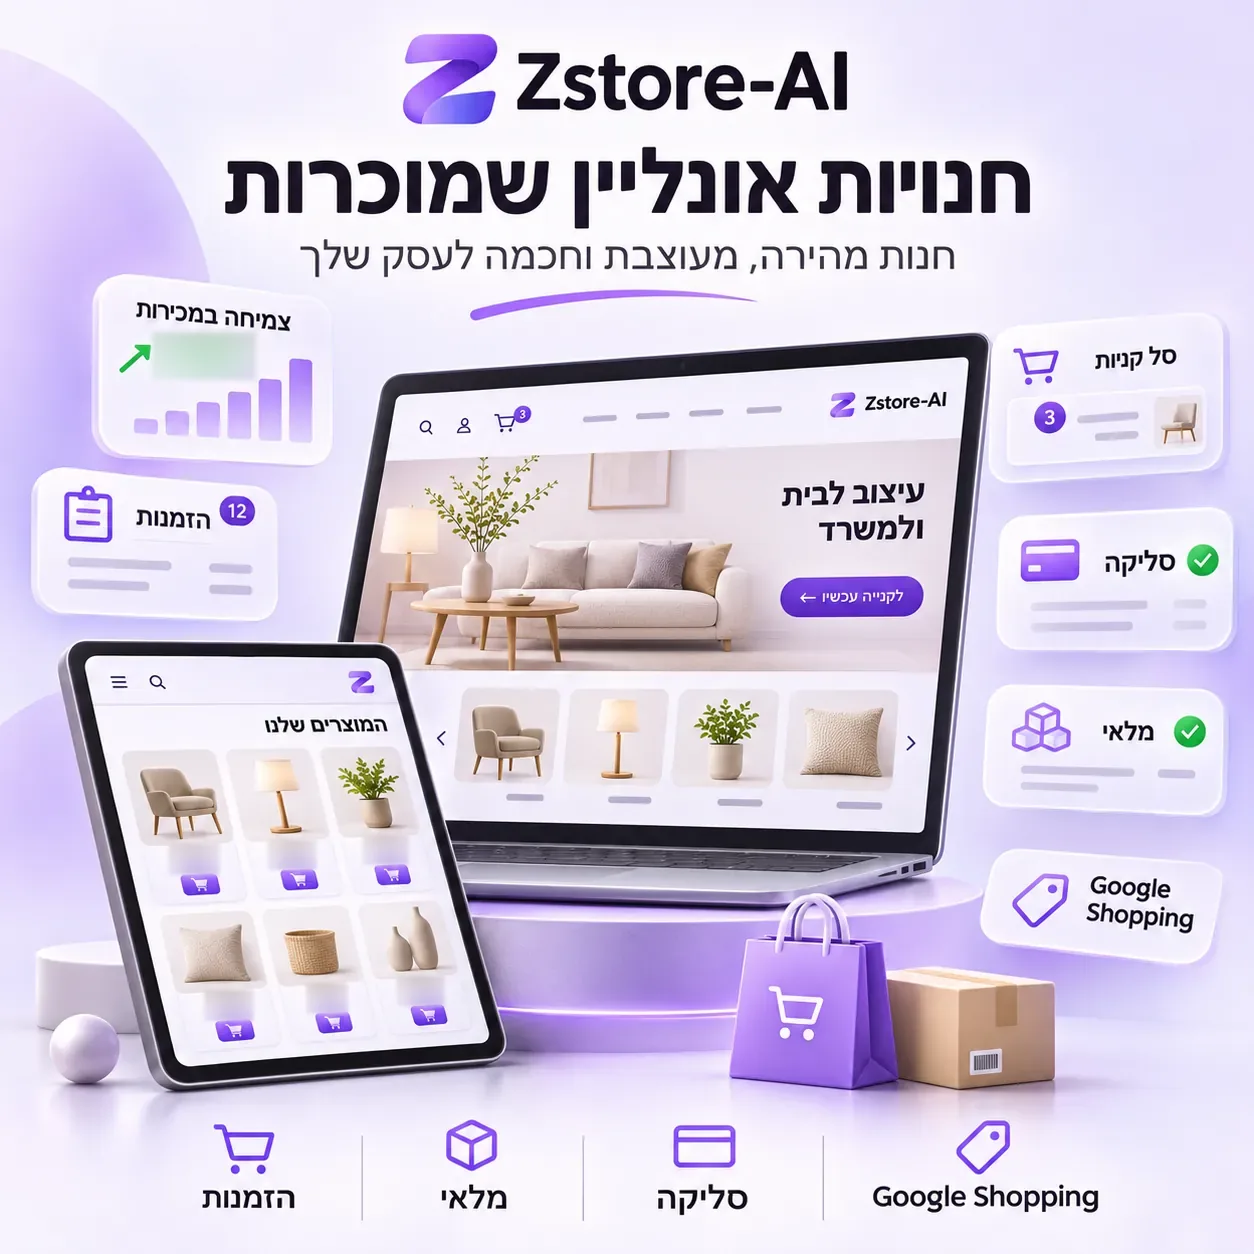 Zstore-AI
חנויות אונליין שמוכרות
חנות מהירה, מעוצבת וחכמה לעסק שלך
צמיחה במכירות
הזמנות
12
סל קניות
3
סליקה
מלאי
Google
Shopping
3
Zstore-AI
עיצוב לבית
ולמשרד
לקנייה עכשיו ←
המוצרים שלנו
הזמנות
מלאי
סליקה
Google Shopping